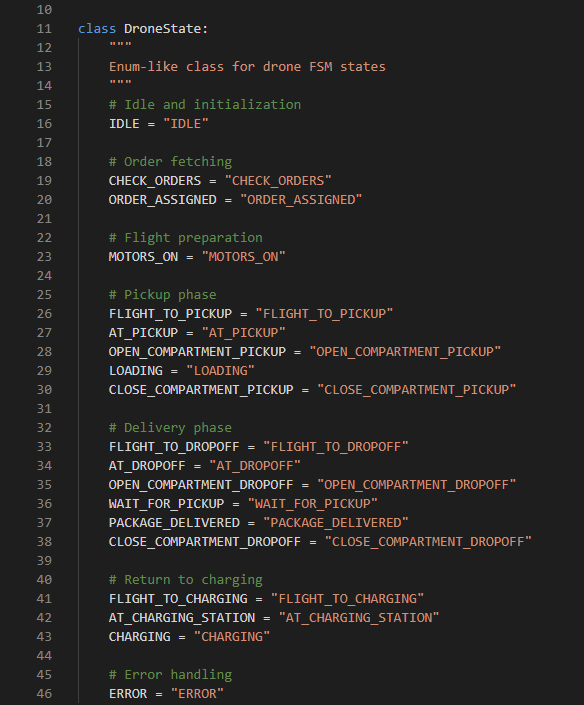 10
11 class DroneState:
12 """
13 Enum-like class for drone FSM states
14 """
15 # Idle and initialization
16 IDLE = "IDLE"
17
18 # Order fetching
19 CHECK_ORDERS = "CHECK_ORDERS"
20 ORDER_ASSIGNED = "ORDER_ASSIGNED"
21
22 # Flight preparation
23 MOTORS_ON = "MOTORS_ON"
24
25 # Pickup phase
26 FLIGHT_TO_PICKUP = "FLIGHT_TO_PICKUP"
27 AT_PICKUP = "AT_PICKUP"
28 OPEN_COMPARTMENT_PICKUP = "OPEN_COMPARTMENT_PICKUP"
29 LOADING = "LOADING"
30 CLOSE_COMPARTMENT_PICKUP = "CLOSE_COMPARTMENT_PICKUP"
31
32 # Delivery phase
33 FLIGHT_TO_DROPOFF = "FLIGHT_TO_DROPOFF"
34 AT_DROPOFF = "AT_DROPOFF"
35 OPEN_COMPARTMENT_DROPOFF = "OPEN_COMPARTMENT_DROPOFF"
36 WAIT_FOR_PICKUP = "WAIT_FOR_PICKUP"
37 PACKAGE_DELIVERED = "PACKAGE_DELIVERED"
38 CLOSE_COMPARTMENT_DROPOFF = "CLOSE_COMPARTMENT_DROPOFF"
39
40 # Return to charging
41 FLIGHT_TO_CHARGING = "FLIGHT_TO_CHARGING"
42 AT_CHARGING_STATION = "AT_CHARGING_STATION"
43 CHARGING = "CHARGING"
44
45 # Error handling
46 ERROR = "ERROR"